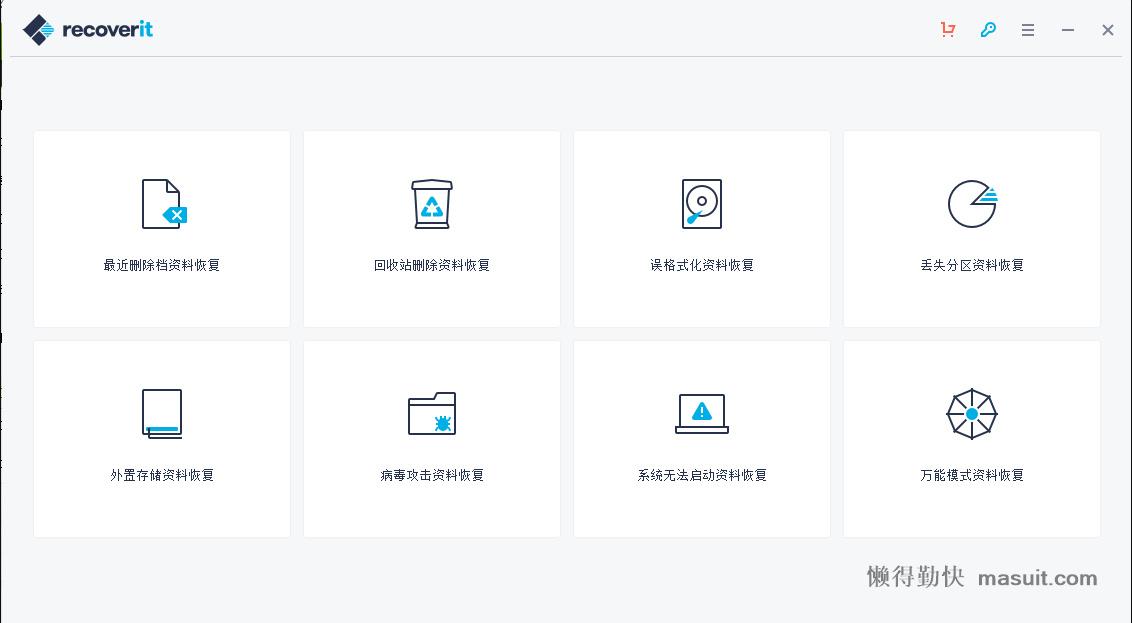 recoverit
最近删除档资料恢复
回收站删除资料恢复
误格式化资料恢复
丢失分区资料恢复
外置存储资料恢复
病毒攻击资料恢复
系统无法启动资料恢复
万能模式资料恢复
懒得勤快 masuit.com